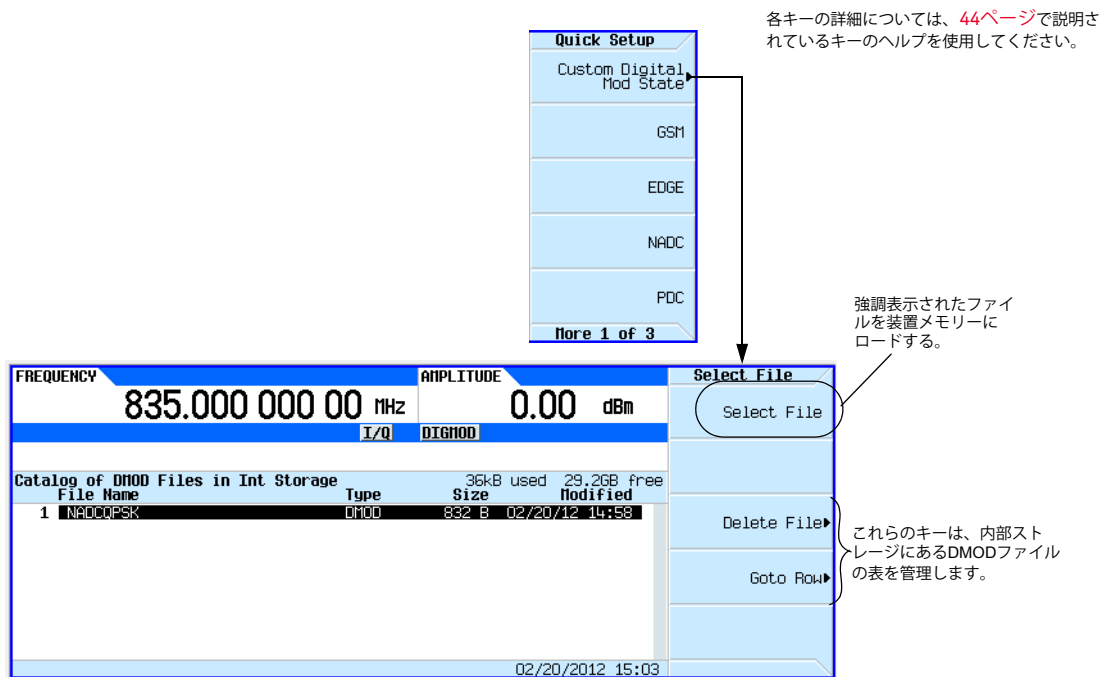 各キーの詳細については、44ページで説明さ
れているキーのヘルプを使用してください。
Quick Setup
Custom Digital
Mod State
GSM
EDGE
NADC
PDC
More 1 of 3
強調表示されたファイ
ルを装置メモリーに
ロードする。
FREQUENCY
835.000 000 00 MHz
AMPLITUDE
0.00 dBm
I/Q DIGMOD
Catalog of DMOD Files in Int Storage 36kB used 29.2GB free
File Name Type Size Modified
1 NADCQPSK DMOD 832 B 02/20/12 14:58
02/20/2012 15:03
Select File
Select File
Delete File
Goto Row
これらのキーは、内部スト
レージにあるDMODファイル
の表を管理します。